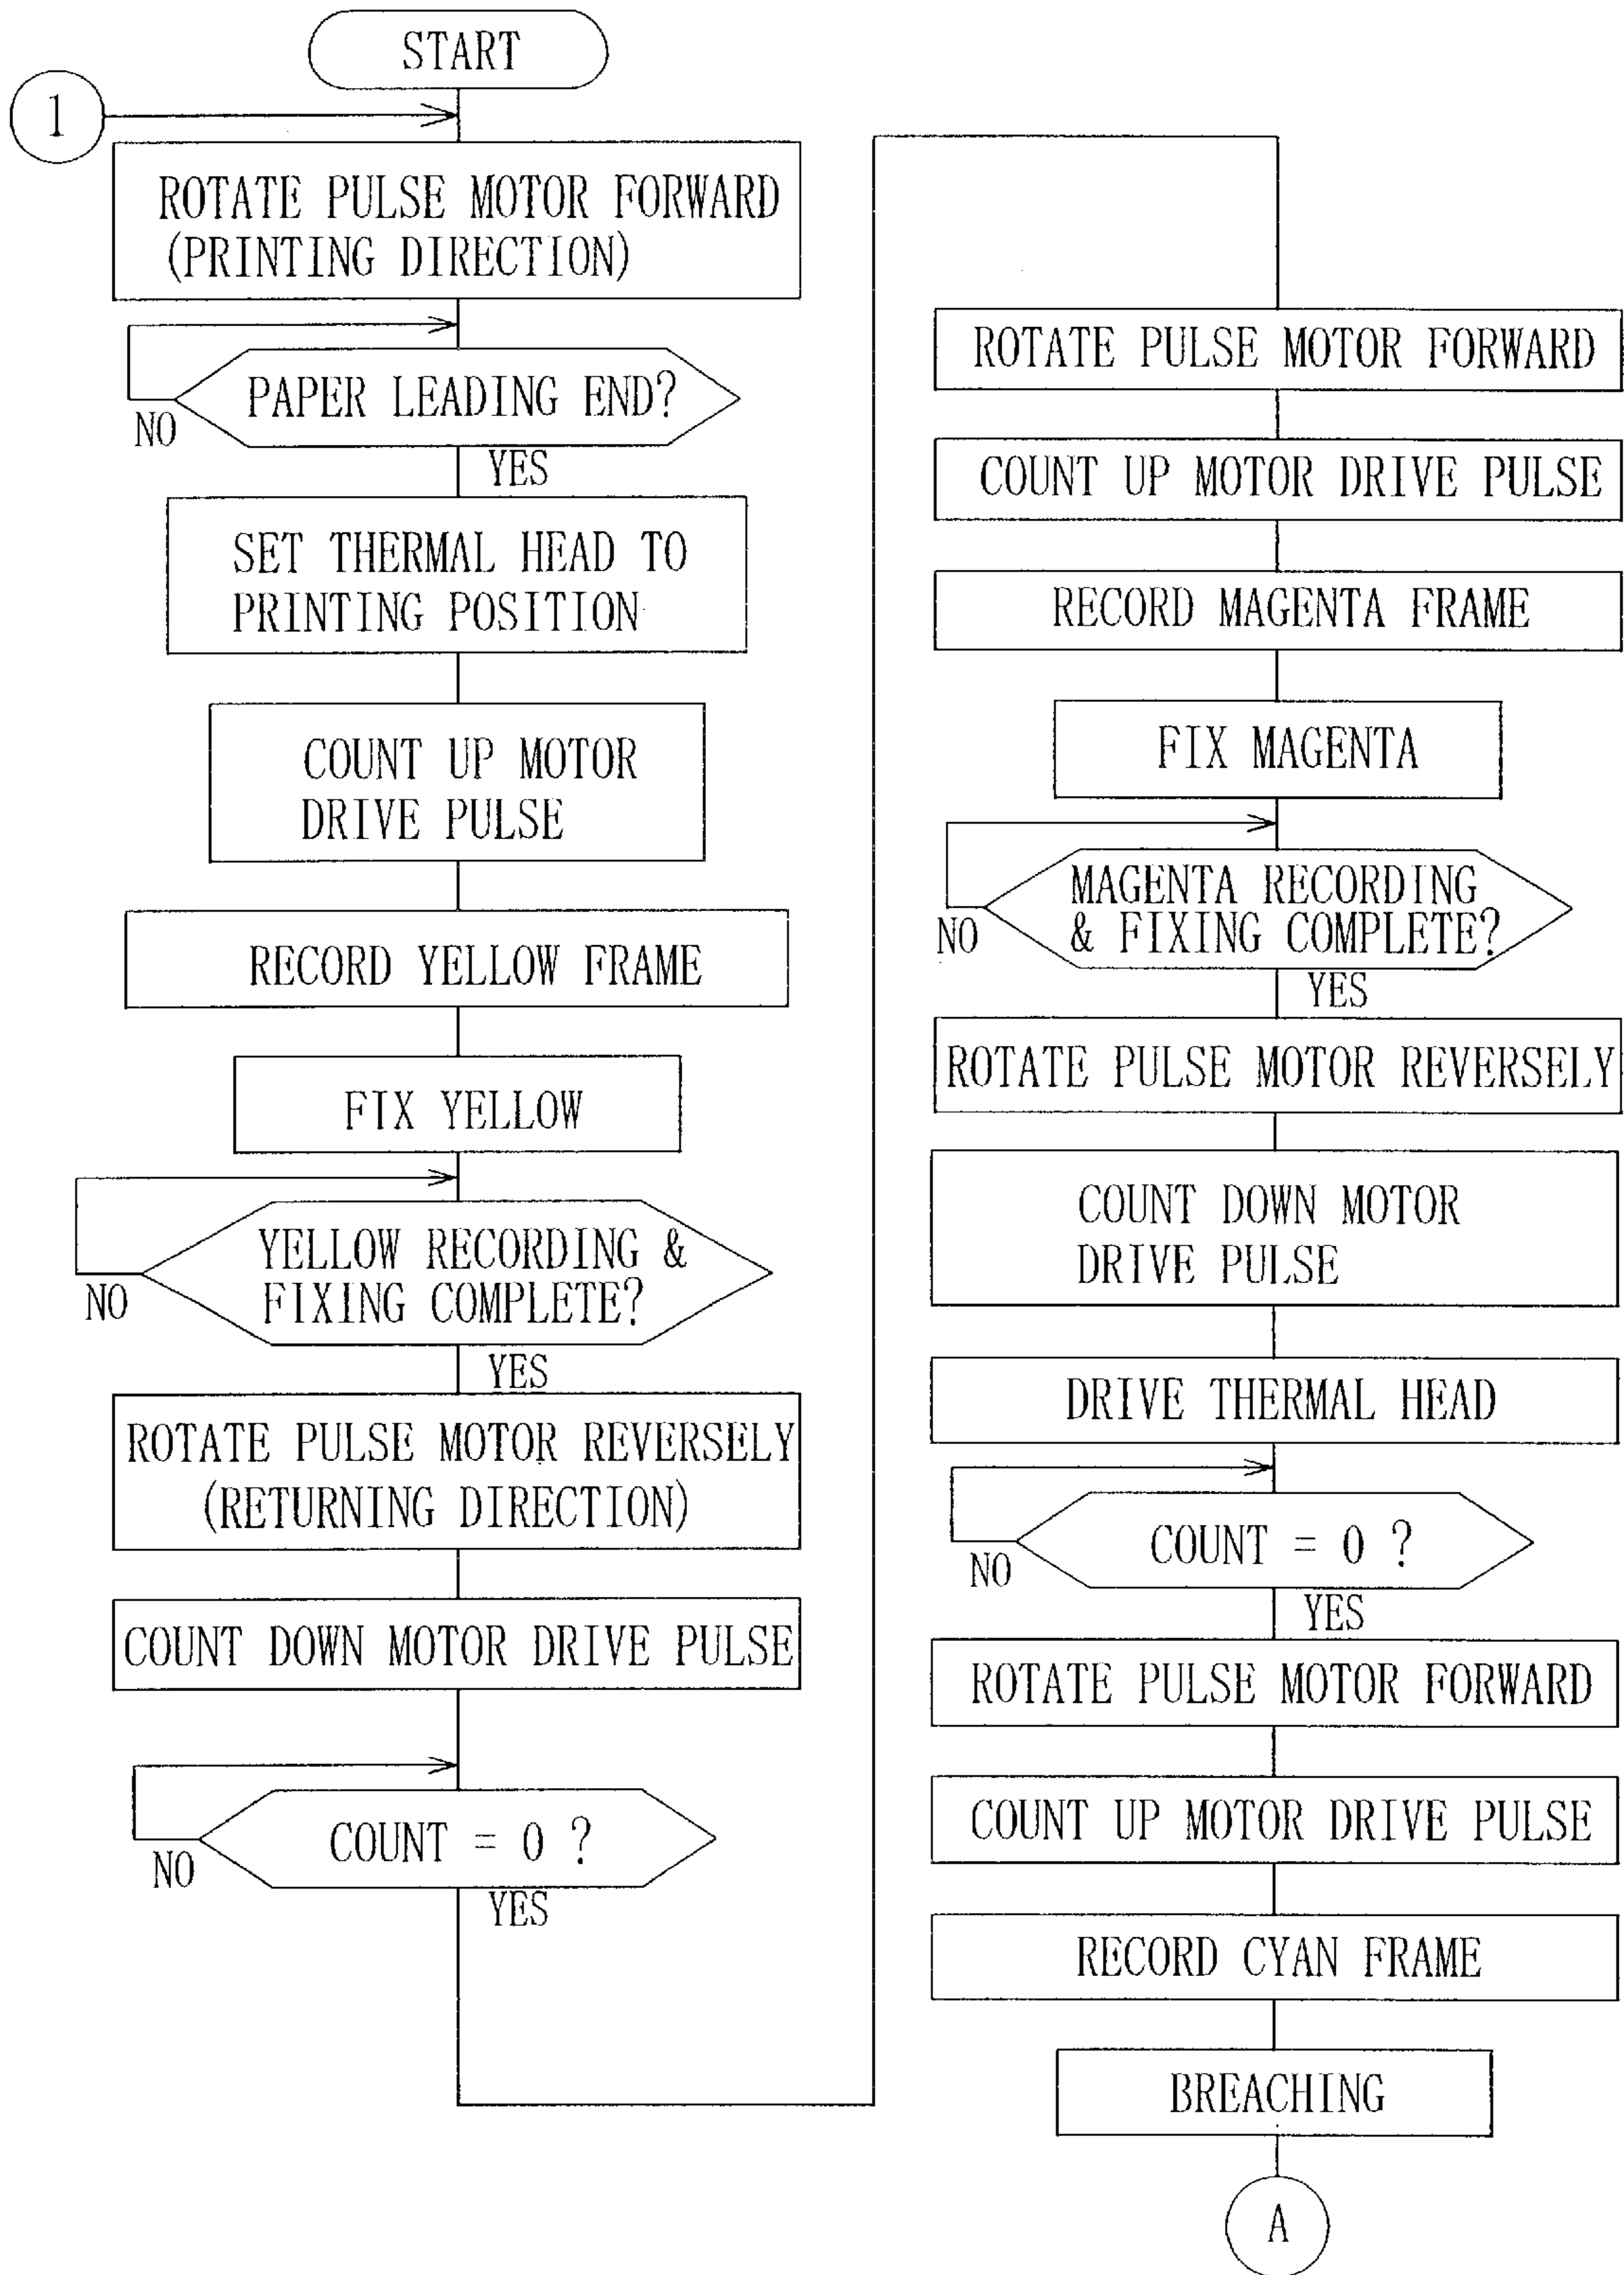 START
1
ROTATE PULSE MOTOR FORWARD
(PRINTING DIRECTION)
PAPER LEADING END?
NO
YES
SET THERMAL HEAD TO
PRINTING POSITION
COUNT UP MOTOR
DRIVE PULSE
RECORD YELLOW FRAME
FIX YELLOW
YELLOW RECORDING &
FIXING COMPLETE?
NO
YES
ROTATE PULSE MOTOR REVERSELY
(RETURNING DIRECTION)
COUNT DOWN MOTOR DRIVE PULSE
COUNT = 0 ?
NO
YES
ROTATE PULSE MOTOR FORWARD
COUNT UP MOTOR DRIVE PULSE
RECORD MAGENTA FRAME
FIX MAGENTA
MAGENTA RECORDING
& FIXING COMPLETE?
NO
YES
ROTATE PULSE MOTOR REVERSELY
COUNT DOWN MOTOR
DRIVE PULSE
DRIVE THERMAL HEAD
COUNT = 0 ?
NO
YES
ROTATE PULSE MOTOR FORWARD
COUNT UP MOTOR DRIVE PULSE
RECORD CYAN FRAME
BREACHING
A